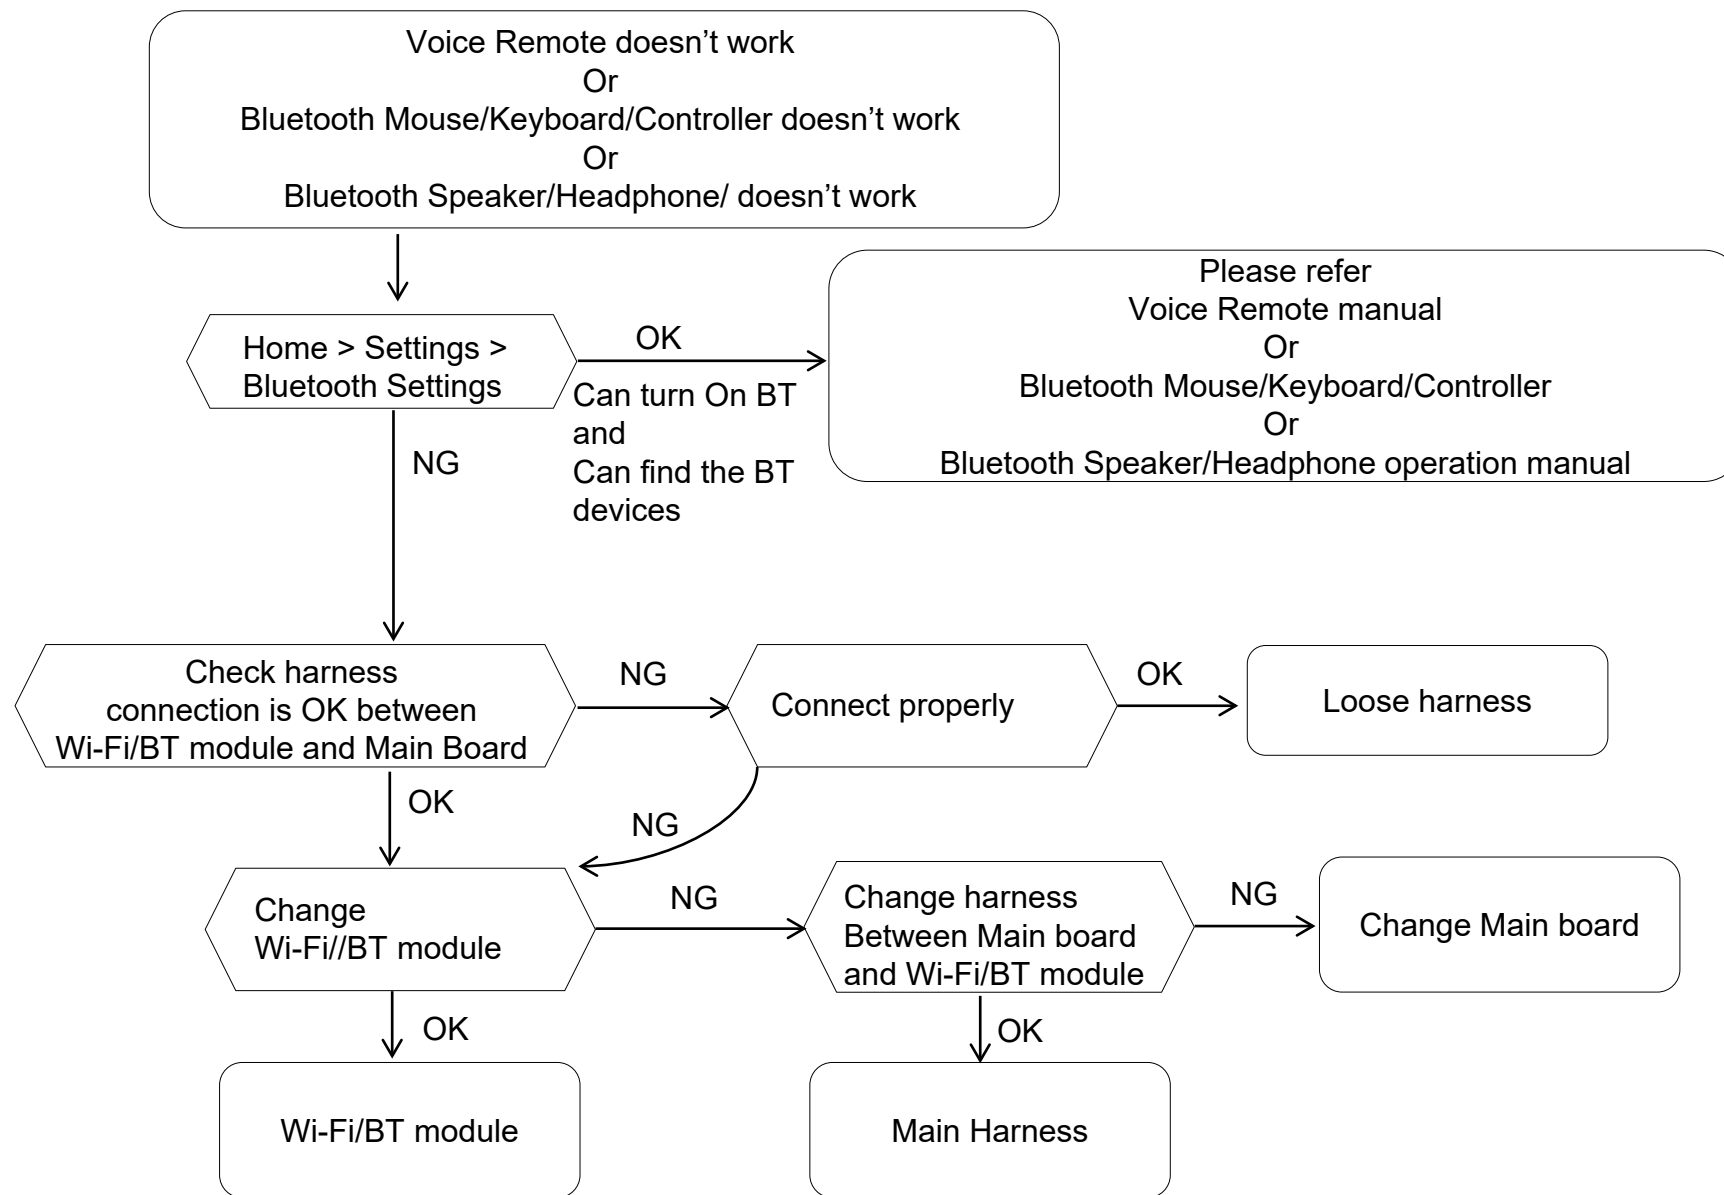 Voice Remote doesn’t work
Or
Bluetooth Mouse/Keyboard/Controller doesn’t work
Or
Bluetooth Speaker/Headphone/ doesn’t work
Home > Settings >
Bluetooth Settings
OK
Can turn On BT
and
Can find the BT
devices
Please refer
Voice Remote manual
Or
Bluetooth Mouse/Keyboard/Controller
Or
Bluetooth Speaker/Headphone operation manual
NG
Check harness
connection is OK between
Wi-Fi/BT module and Main Board
NG
Connect properly
OK
Loose harness
OK
NG
Change
Wi-Fi//BT module
NG
Change harness
Between Main board
and Wi-Fi/BT module
NG
Change Main board
OK
OK
Wi-Fi/BT module
Main Harness